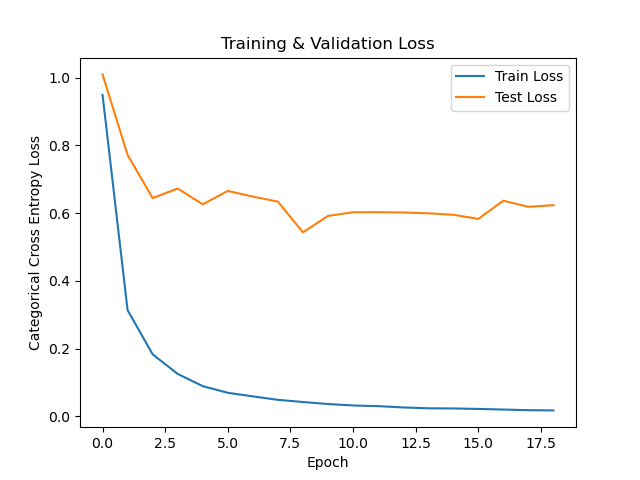 Training & Validation Loss
Train Loss
Test Loss
Categorical Cross Entropy Loss
1.0
0.8
0.6
0.4
0.2
0.0
0.0 2.5 5.0 7.5 10.0 12.5 15.0 17.5
Epoch